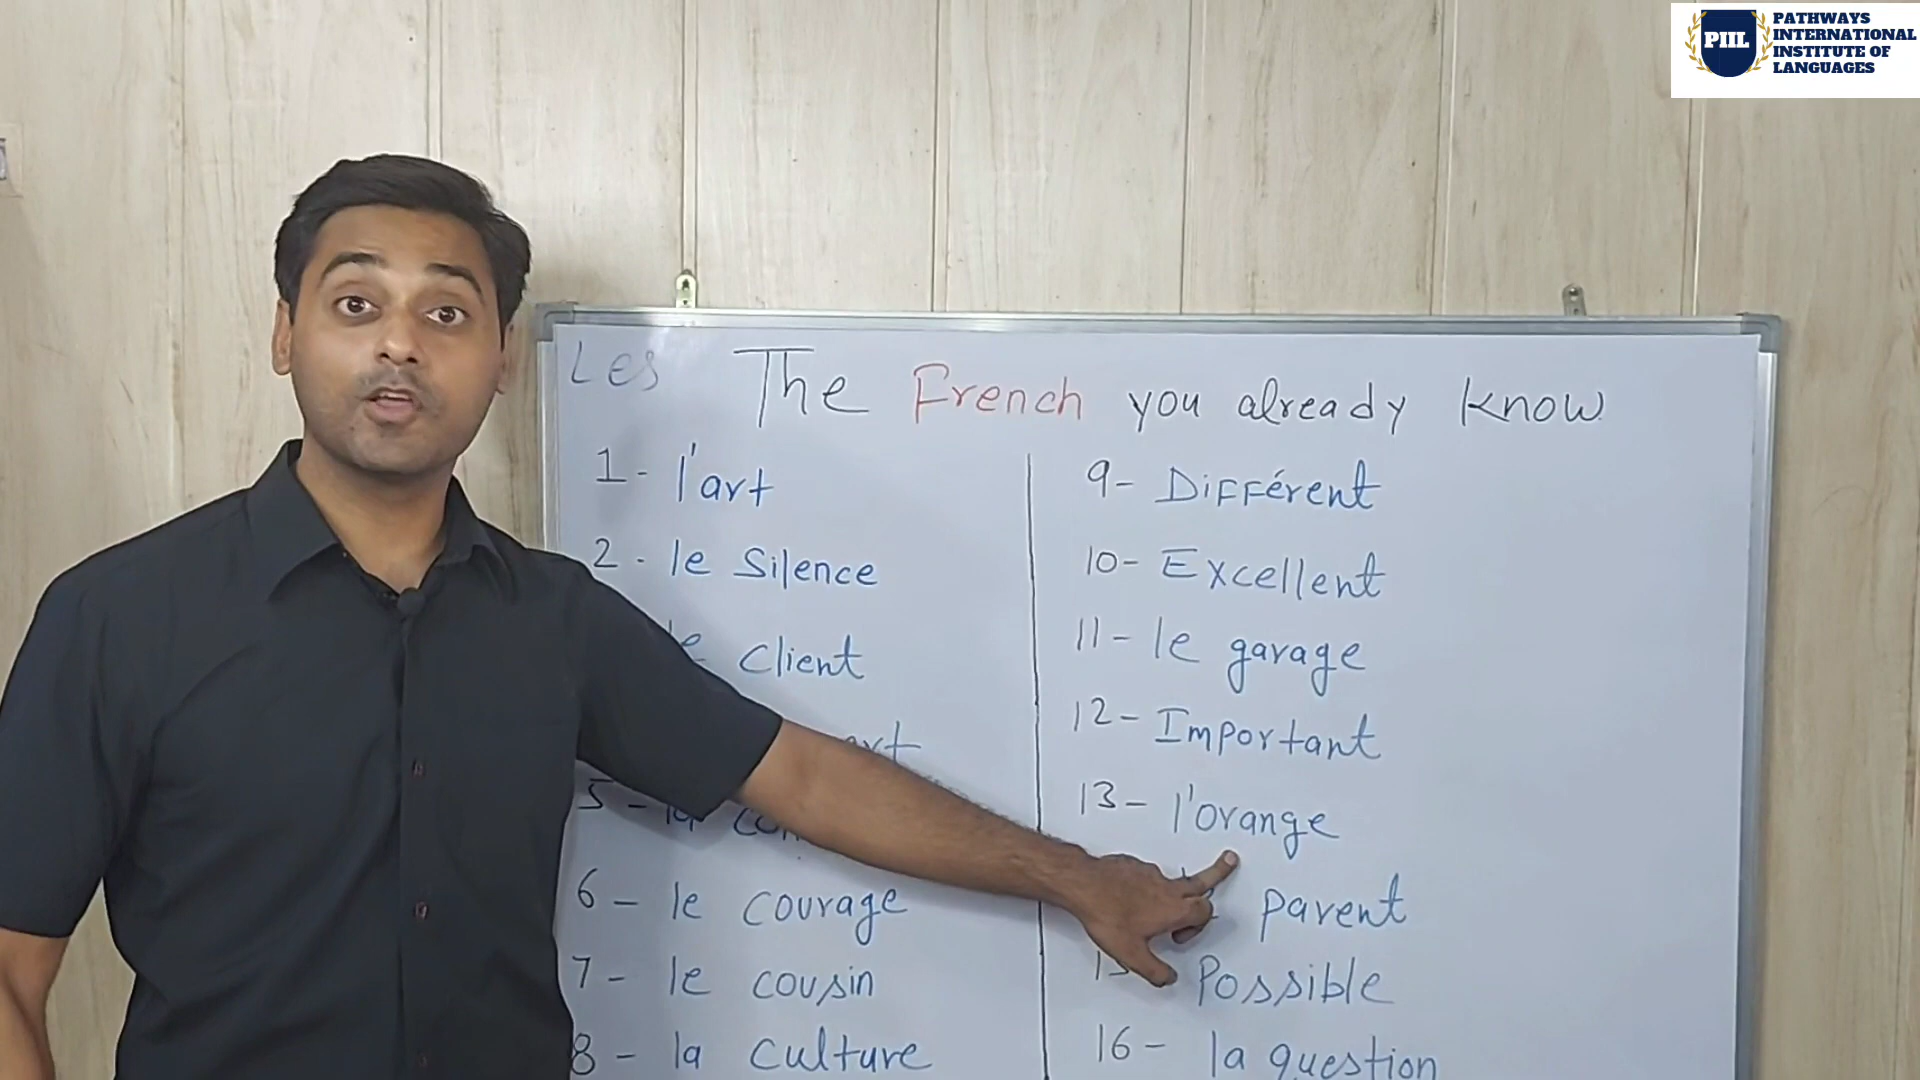 PIIL
PATHWAYS
INTERNATIONAL
INSTITUTE OF
LANGUAGES
Les The French you already know
1- l'art
2- le Silence
le client
5-
6- le courage
7- le cousin
8- la culture
9- Différent
10- Excellent
11- le garage
12- Important
13- l'orange
parent
Possible
16- la question